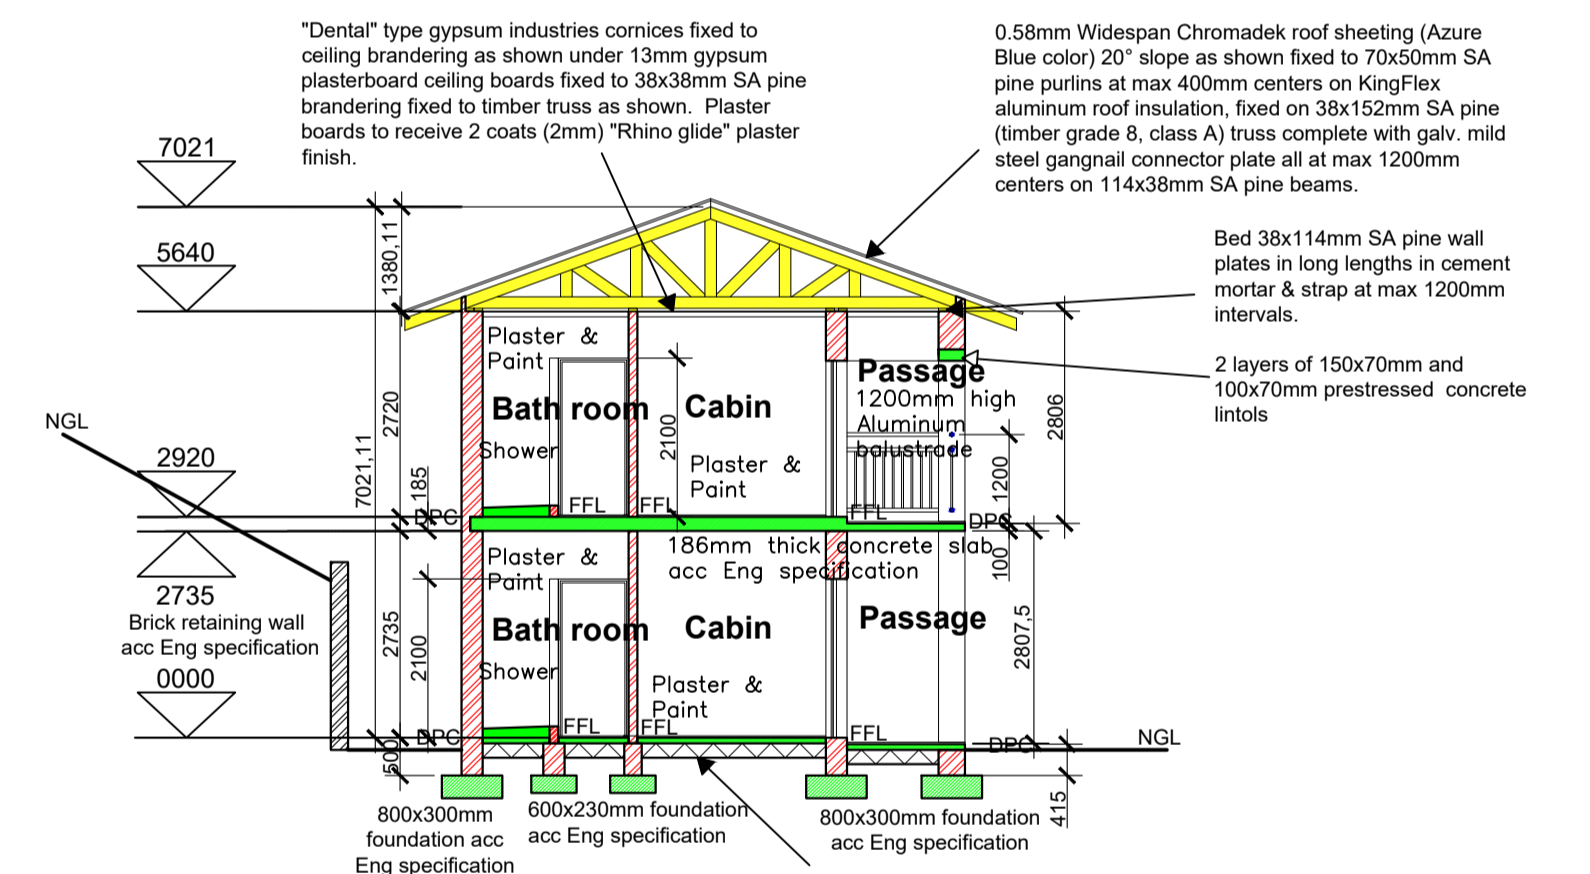 "Dental" type gypsum industries cornices fixed to
ceiling brandering as shown under 13mm gypsum
plasterboard ceiling boards fixed to 38x38mm SA pine
brandering fixed to timber truss as shown. Plaster
boards to receive 2 coats (2mm) "Rhino glide" plaster
finish.
0.58mm Widespan Chromadek roof sheeting (Azure
Blue color) 20° slope as shown fixed to 70x50mm SA
pine purlins at max 400mm centers on KingFlex
aluminum roof insulation, fixed on 38x152mm SA pine
(timber grade 8, class A) truss complete with galv. mild
steel gangnail connector plate all at max 1200mm
centers on 114x38mm SA pine beams.
Bed 38x114mm SA pine wall
plates in long lengths in cement
mortar & strap at max 1200mm
intervals.
2 layers of 150x70mm and
100x70mm prestressed concrete
lintols
7021
5640
NGL
2920
2735
Brick retaining wall
acc Eng specification
0000
1380,11
2720
7021,11
185
2735
2100
500
Plaster &
Paint
Bath room
Shower
FFL
DPC
Cabin
2100
Plaster &
Paint
FFL
Passage
1200mm high
Aluminum
balustrade
FFL
DPC
2806
1200
100
2807,5
415
186mm thick concrete slab
acc Eng specification
Plaster &
Paint
Bath room
Shower
FFL
DPC
Cabin
Plaster &
Paint
FFL
Passage
FFL
DPC
NGL
800x300mm
foundation acc
Eng specification
600x230mm foundation
acc Eng specification
800x300mm foundation
acc Eng specification